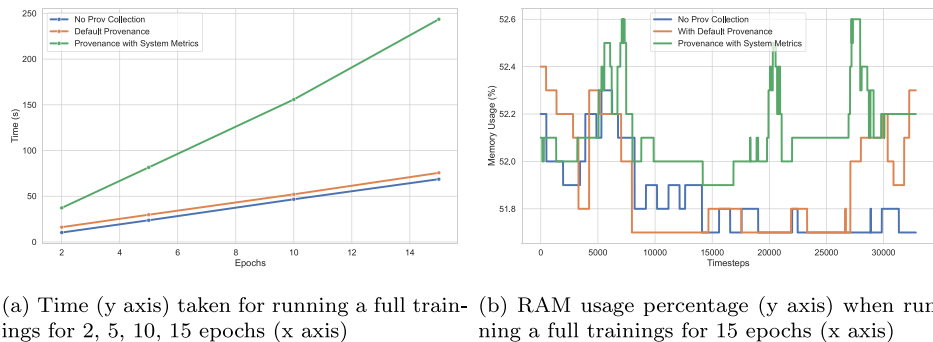 No Prov Collection
Default Provenance
Provenance with System Metrics
250
200
150
100
50
0
Time (s)
2
4
6
8
10
12
14
Epochs
No Prov Collection
With Default Provenance
Provenance with System Metrics
52.6
52.4
52.2
52.0
51.8
Memory Usage (%)
0
5000
10000
15000
20000
25000
30000
Timesteps
(a) Time (y axis) taken for running a full train-
ings for 2, 5, 10, 15 epochs (x axis)
(b) RAM usage percentage (y axis) when run
ning a full trainings for 15 epochs (x axis)